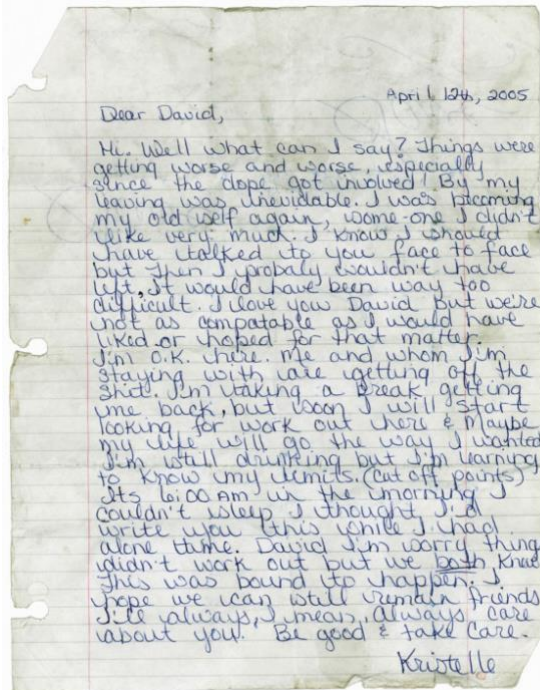 April 12th, 2005
Dear David,
Hi. Well what can I say? Things were
getting worse and worse, especially
since the dope got involved! By my
leaving was inevidable. I was becoming
my old self again, some-one I didn't
like very much. I know I should
have talked to you face to face
but then I probaly wouldn't have
left, it would have been way too
difficult. I love you David but we're
not as compatable as I would have
liked or hoped for that matter.
I'm O.K. here. Me and whom I'm
staying with are getting off the
shit. I'm taking a break getting
me back, but soon I will start
looking for work out here & Maybe
my life will go the way I wanted
I'm still drinking but I'm learning
to know my limits. (cut off points)
Its 6:00 AM in the morning I
couldn't sleep I thought I'd
write you this while I had
alone time. David I'm sorry thing
didn't work out but we both knew
This was bound to happen. I
hope we can still remain friends
I'll always, I mean, always care
about you. Be good & take care.
Kristelle